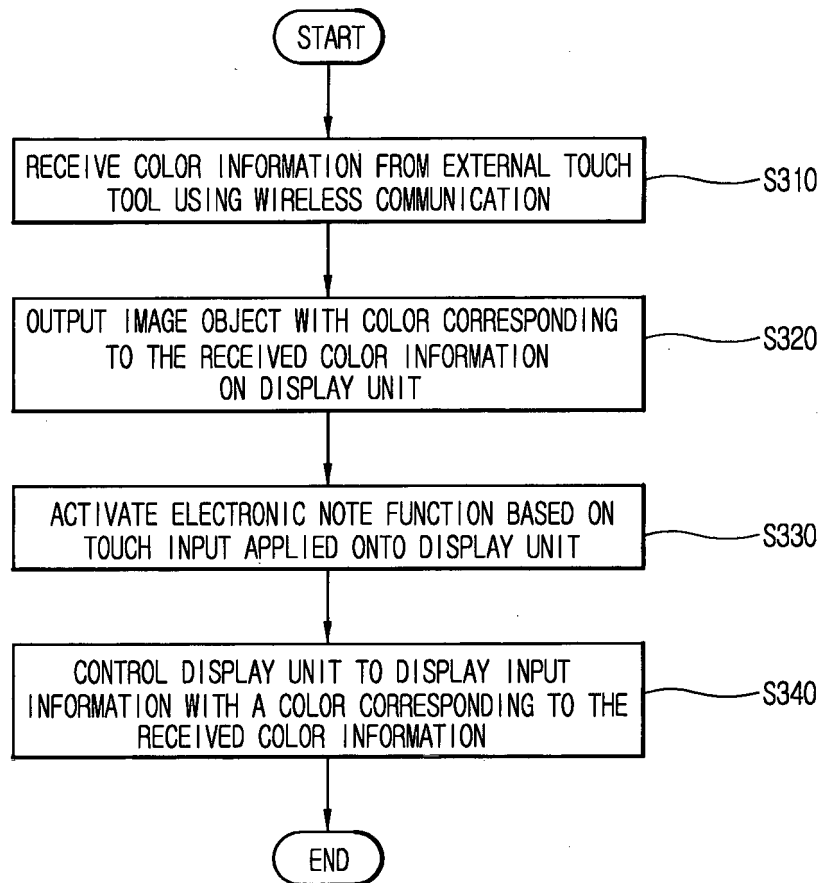 START
RECEIVE COLOR INFORMATION FROM EXTERNAL TOUCH
TOOL USING WIRELESS COMMUNICATION
S310
OUTPUT IMAGE OBJECT WITH COLOR CORRESPONDING
TO THE RECEIVED COLOR INFORMATION
ON DISPLAY UNIT
S320
ACTIVATE ELECTRONIC NOTE FUNCTION BASED ON
TOUCH INPUT APPLIED ONTO DISPLAY UNIT
S330
CONTROL DISPLAY UNIT TO DISPLAY INPUT
INFORMATION WITH A COLOR CORRESPONDING TO THE
RECEIVED COLOR INFORMATION
S340
END